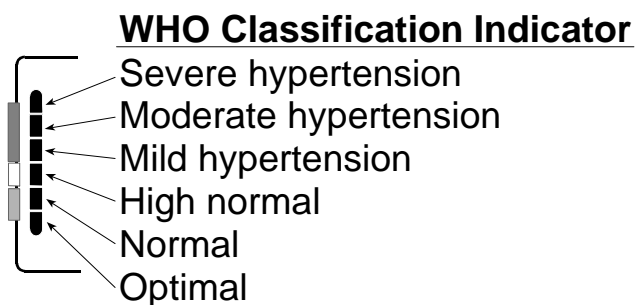 WHO Classification Indicator
Severe hypertension
Moderate hypertension
Mild hypertension
High normal
Normal
Optimal